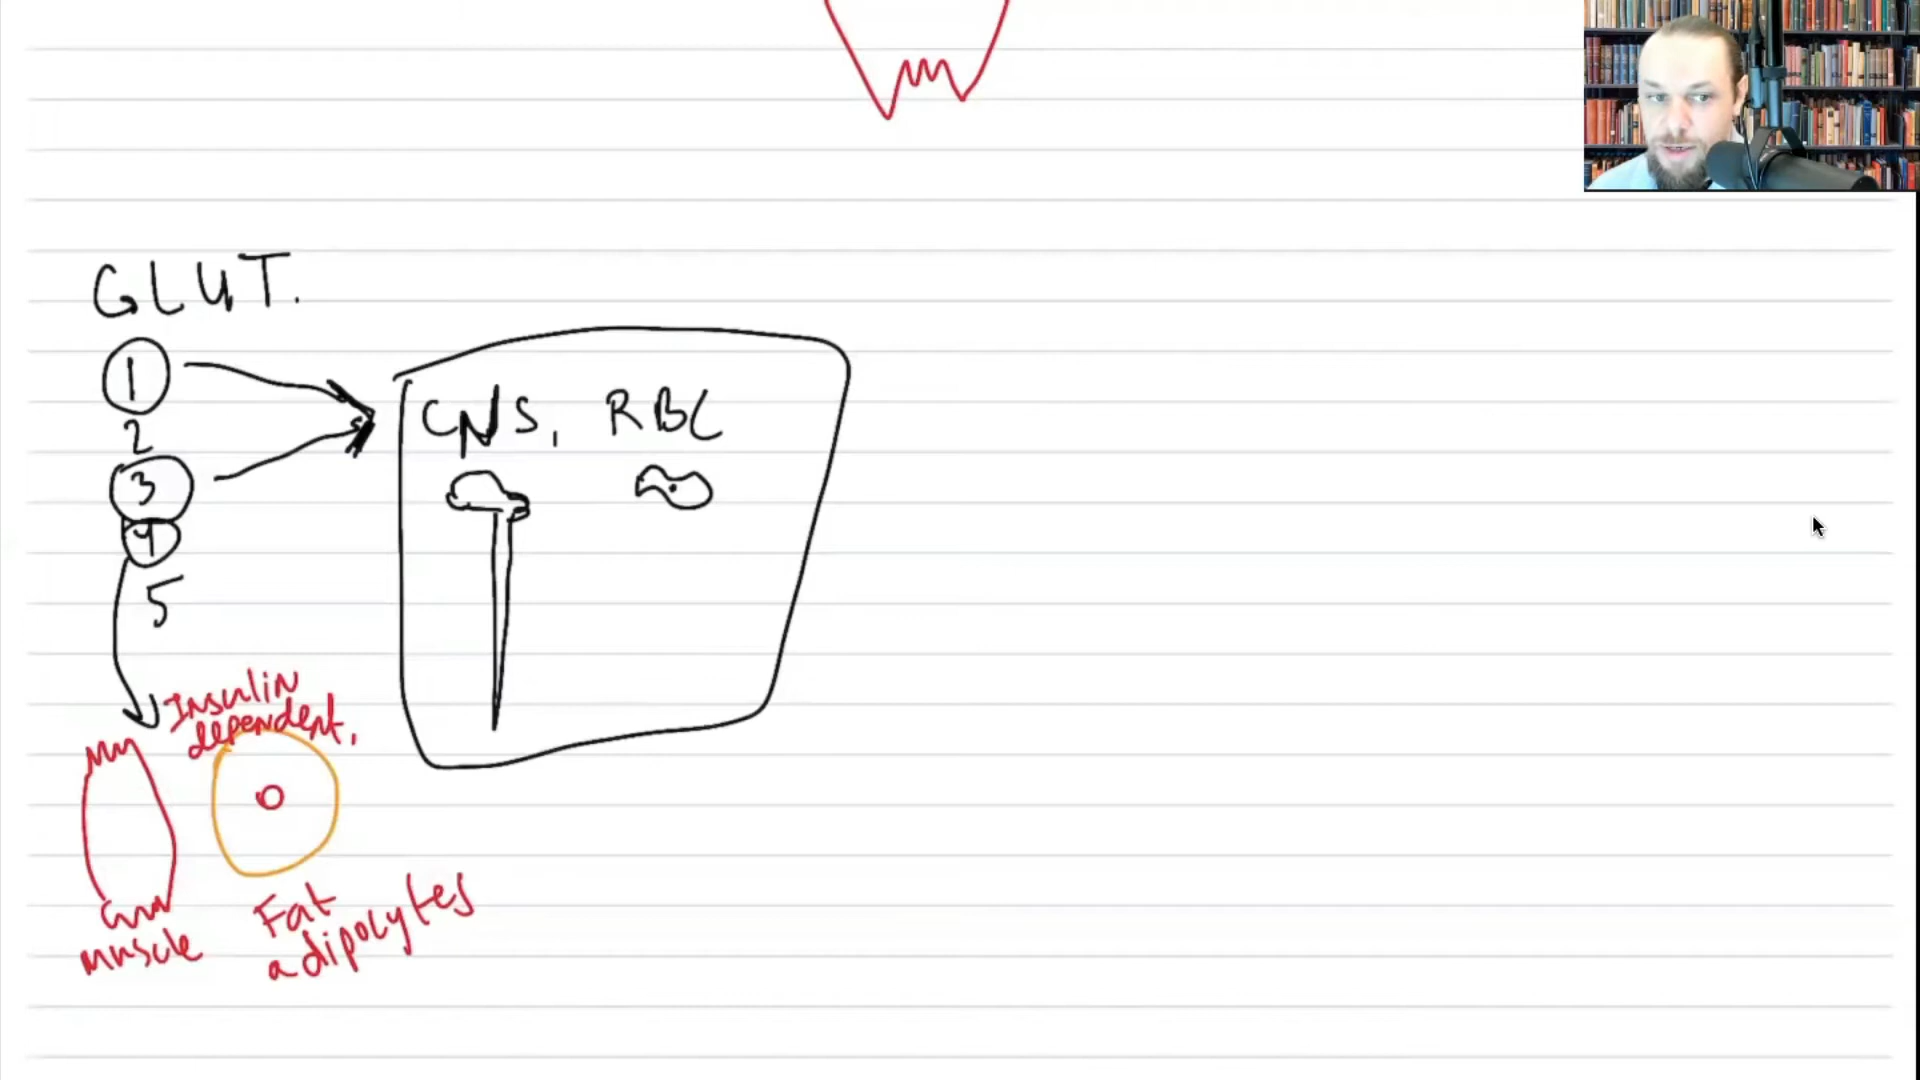 GLUT.
1
CNS, RBC
2
3
4
5
Insulin
dependent.
muscle
Fat
adipocytes